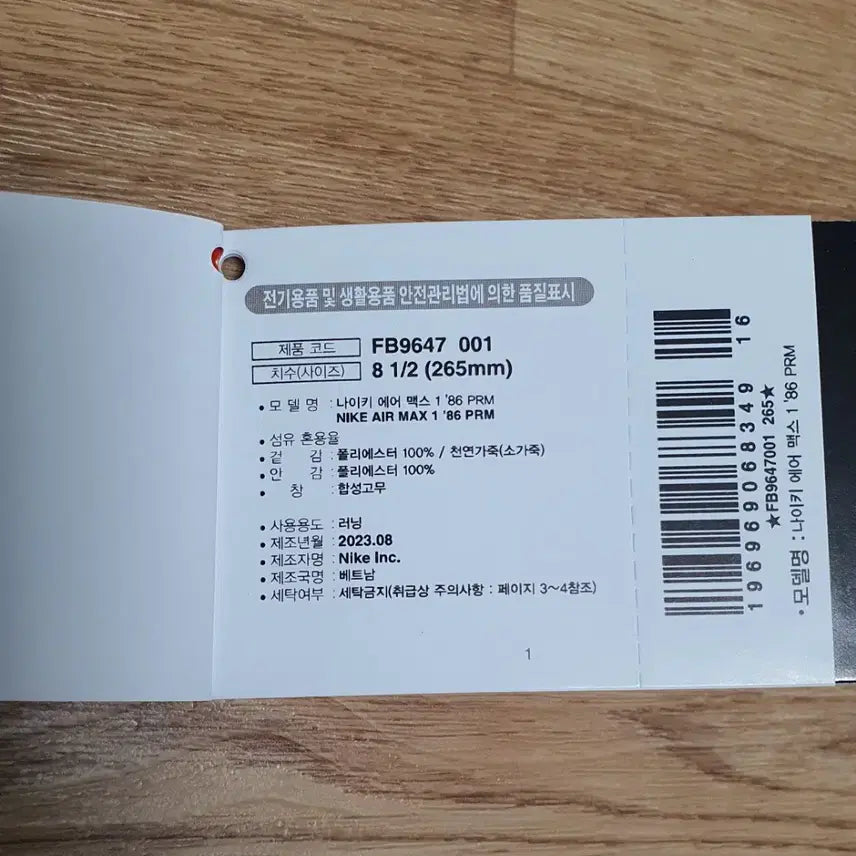 전기용품 및 생활용품 안전관리법에 의한 품질표시
제품 코드 FB9647 001
치수(사이즈) 8 1/2 (265mm)
• 모 델 명 : 나이키 에어 맥스 1 '86 PRM
NIKE AIR MAX 1 '86 PRM
• 섬유 혼용율
• 겉 감 : 폴리에스터 100% / 천연가죽(소가죽)
• 안 감 : 폴리에스터 100%
• 창 : 합성고무
• 사용용도 : 러닝
• 제조년월 : 2023.08
• 제조자명 : Nike Inc.
• 제조국명 : 베트남
• 세탁여부 : 세탁금지(취급상 주의사항 : 페이지 3~4참조)
1
196969068349 16
★FB9647001 265★
• 모델명 : 나이키 에어 맥스 1 '86 PRM